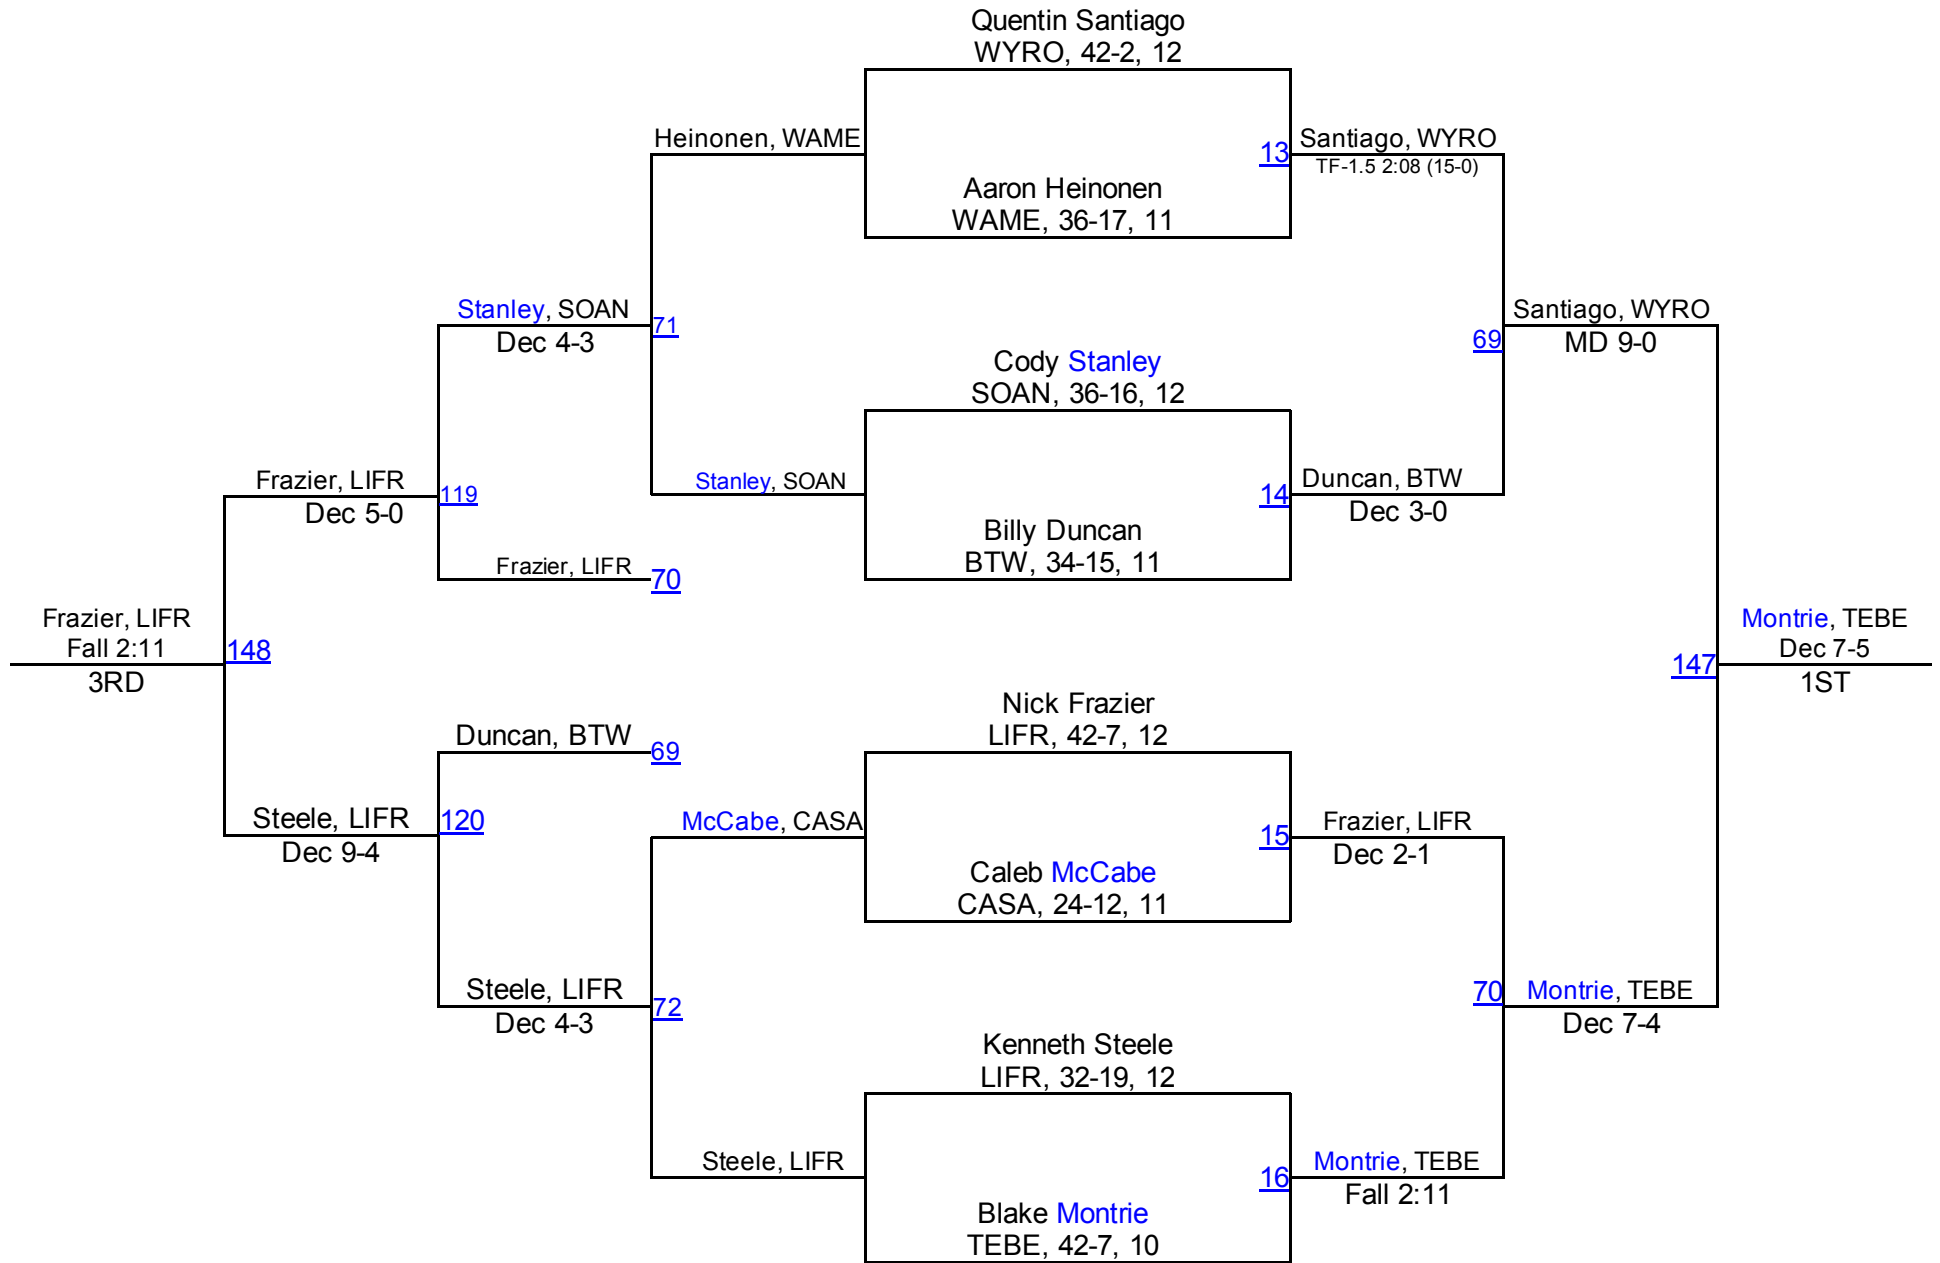 Quentin Santiago
WYRO, 42-2, 12
Heinonen, WAME
13
Santiago, WYRO
TF-1.5 2:08 (15-0)
Aaron Heinonen
WAME, 36-17, 11
Stanley, SOAN
Dec 4-3
71
Santiago, WYRO
MD 9-0
69
Cody Stanley
SOAN, 36-16, 12
Frazier, LIFR
Dec 5-0
119
Stanley, SOAN
14
Duncan, BTW
Dec 3-0
Billy Duncan
BTW, 34-15, 11
Frazier, LIFR
70
Frazier, LIFR
Fall 2:11
3RD
148
147
Montrie, TEBE
Dec 7-5
1ST
Nick Frazier
LIFR, 42-7, 12
Duncan, BTW
69
Steele, LIFR
Dec 9-4
120
McCabe, CASA
15
Frazier, LIFR
Dec 2-1
Caleb McCabe
CASA, 24-12, 11
Steele, LIFR
Dec 4-3
72
70
Montrie, TEBE
Dec 7-4
Kenneth Steele
LIFR, 32-19, 12
Steele, LIFR
16
Montrie, TEBE
Fall 2:11
Blake Montrie
TEBE, 42-7, 10